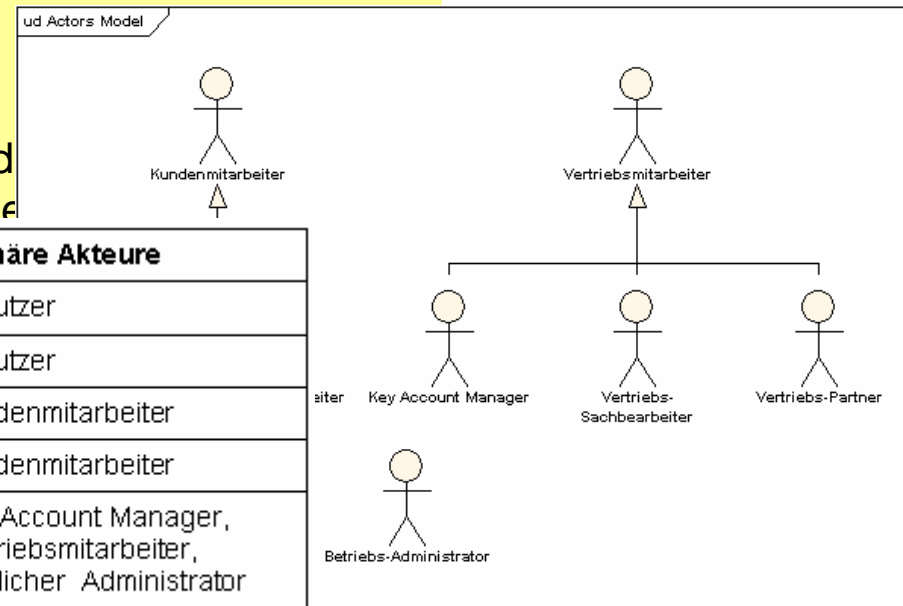 ud Actors Model
Kundenmitarbeiter
Vertriebsmitarbeiter
äre Akteure
utzer
utzer
denmitarbeiter
denmitarbeiter
Account Manager,
riebsmitarbeiter,
licher Administrator
eiter
Key Account Manager
Vertriebs-
Sachbearbeiter
Vertriebs-Partner
Betriebs-Administrator